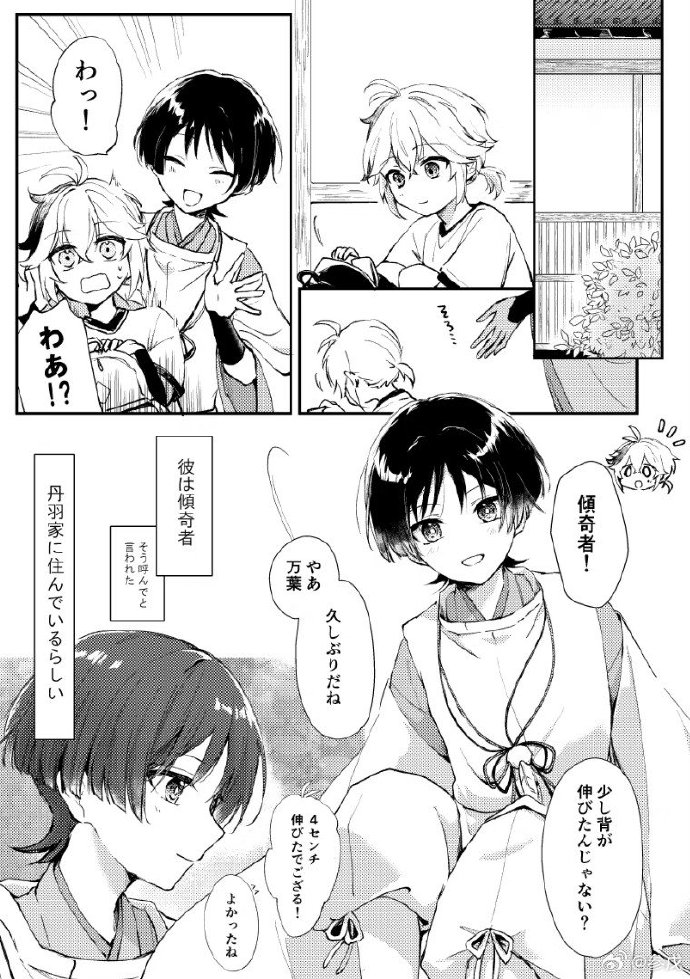 そろ…
わっ！
わぁ!?
傾奇者！
やあ
万葉
久しぶりだね
彼は傾奇者
そう呼んでと
言われた
丹羽家に住んでいるらしい
少し背が
伸びたんじゃない？
４センチ
伸びたでござる！
よかったね